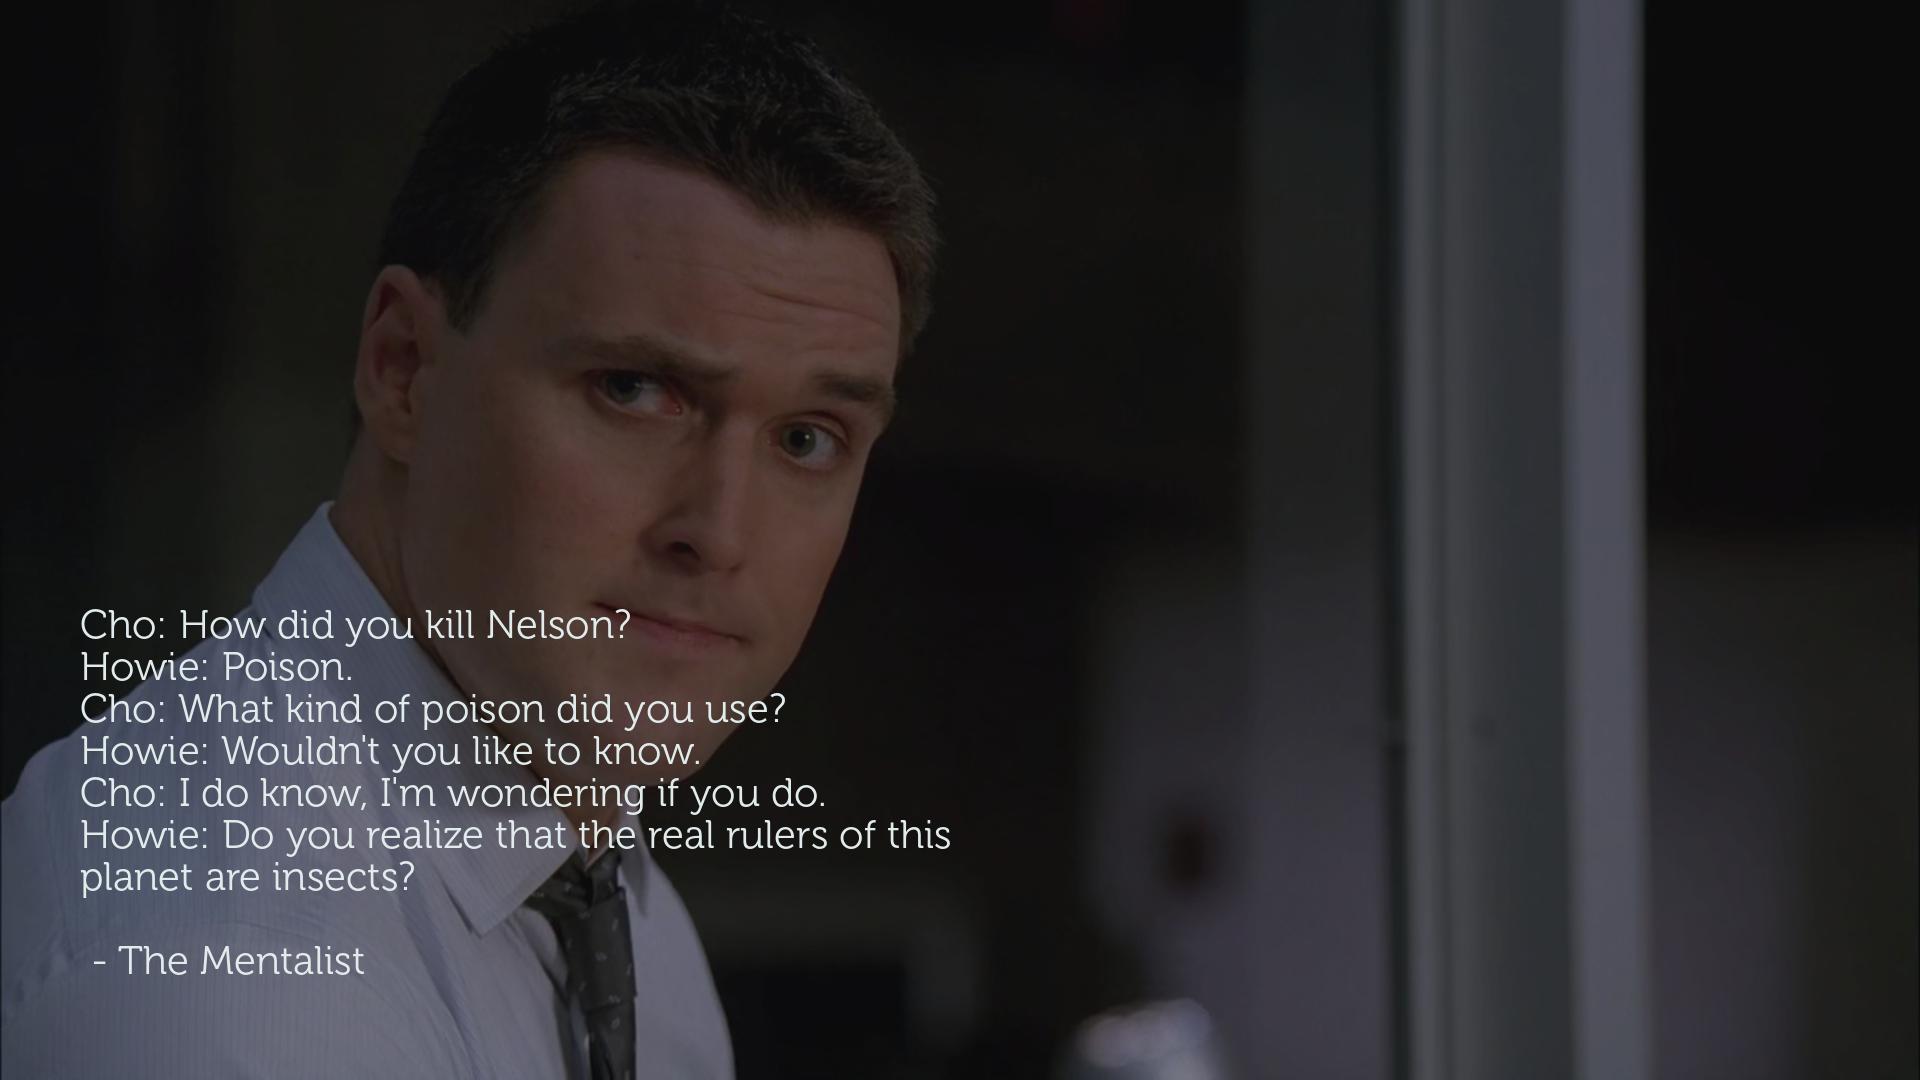 Cho: How did you kill Nelson?
Howie: Poison.
Cho: What kind of poison did you use?
Howie: Wouldn't you like to know.
Cho: I do know, I'm wondering if you do.
Howie: Do you realize that the real rulers of this
planet are insects?
- The Mentalist